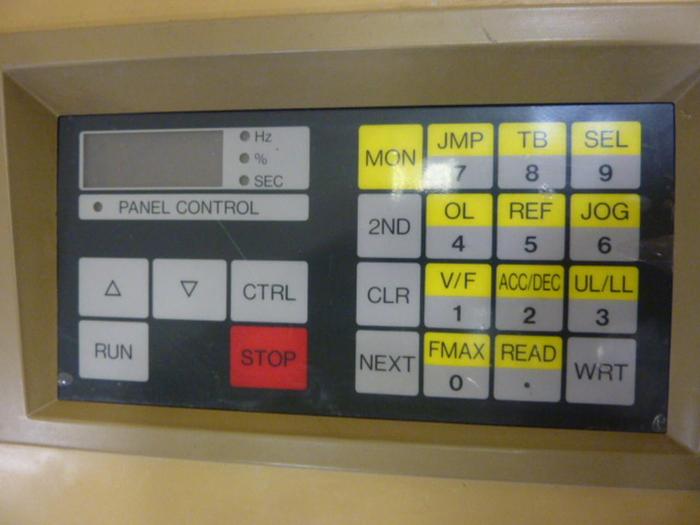 Hz
%
SEC
PANEL CONTROL
△ ▽ CTRL
RUN STOP
MON JMP TB SEL
7 8 9
2ND OL REF JOG
4 5 6
CLR V/F ACC/DEC UL/LL
1 2 3
NEXT FMAX READ WRT
0 .